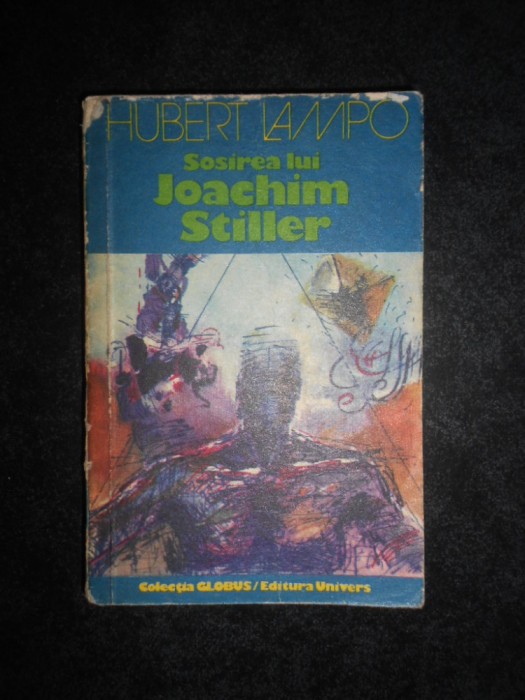 HUBERT LAMPO
Sosirea lui
Joachim
Stiller
Colecția GLOBUS/Editura Univers